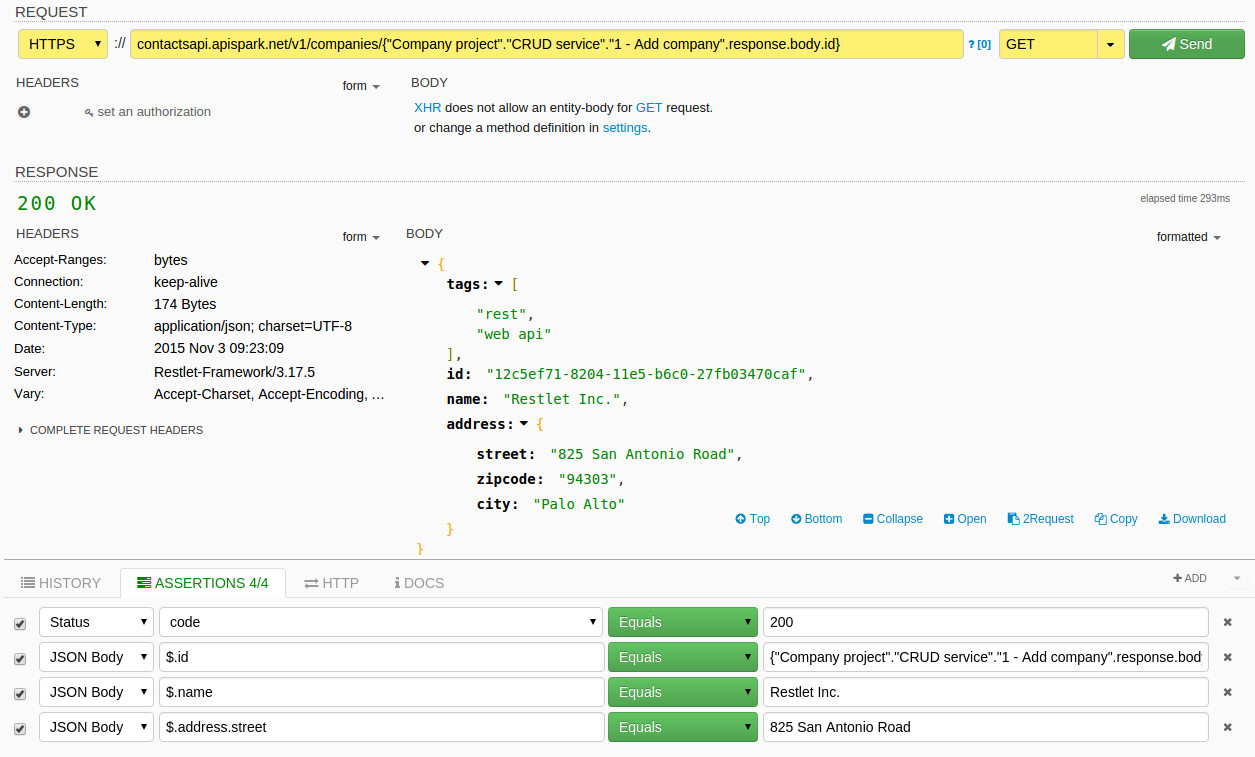 REQUEST
HTTPS :// contactsapi.apispark.net/v1/companies/{"Company project"."CRUD service"."1 - Add company".response.body.id} ? [0] GET Send
HEADERS form BODY
set an authorization
XHR does not allow an entity-body for GET request.
or change a method definition in settings.
RESPONSE
200 OK
elapsed time 293ms
HEADERS form BODY formatted
Accept-Ranges: bytes
Connection: keep-alive
Content-Length: 174 Bytes
Content-Type: application/json; charset=UTF-8
Date: 2015 Nov 3 09:23:09
Server: Restlet-Framework/3.17.5
Vary: Accept-Charset, Accept-Encoding, …
COMPLETE REQUEST HEADERS
{
tags: [
"rest",
"web api"
],
id: "12c5ef71-8204-11e5-b6c0-27fb03470caf",
name: "Restlet Inc.",
address: {
street: "825 San Antonio Road",
zipcode: "94303",
city: "Palo Alto"
}
}
Top Bottom Collapse Open 2Request Copy Download
HISTORY ASSERTIONS 4/4 HTTP DOCS ADD
Status code Equals 200
JSON Body $.id Equals {"Company project"."CRUD service"."1 - Add company".response.bod
JSON Body $.name Equals Restlet Inc.
JSON Body $.address.street Equals 825 San Antonio Road